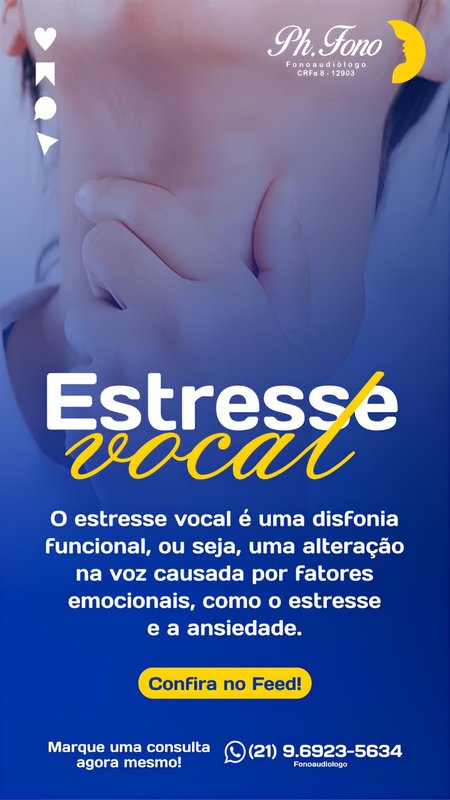 Ph. Fono
Fonoaudiólogo
CRFa 8 - 12903
Estresse
vocal
O estresse vocal é uma disfonia
funcional, ou seja, uma alteração
na voz causada por fatores
emocionais, como o estresse
e a ansiedade.
Confira no Feed!
Marque uma consulta
agora mesmo!
(21) 9.6923-5634
Fonoaudiologo